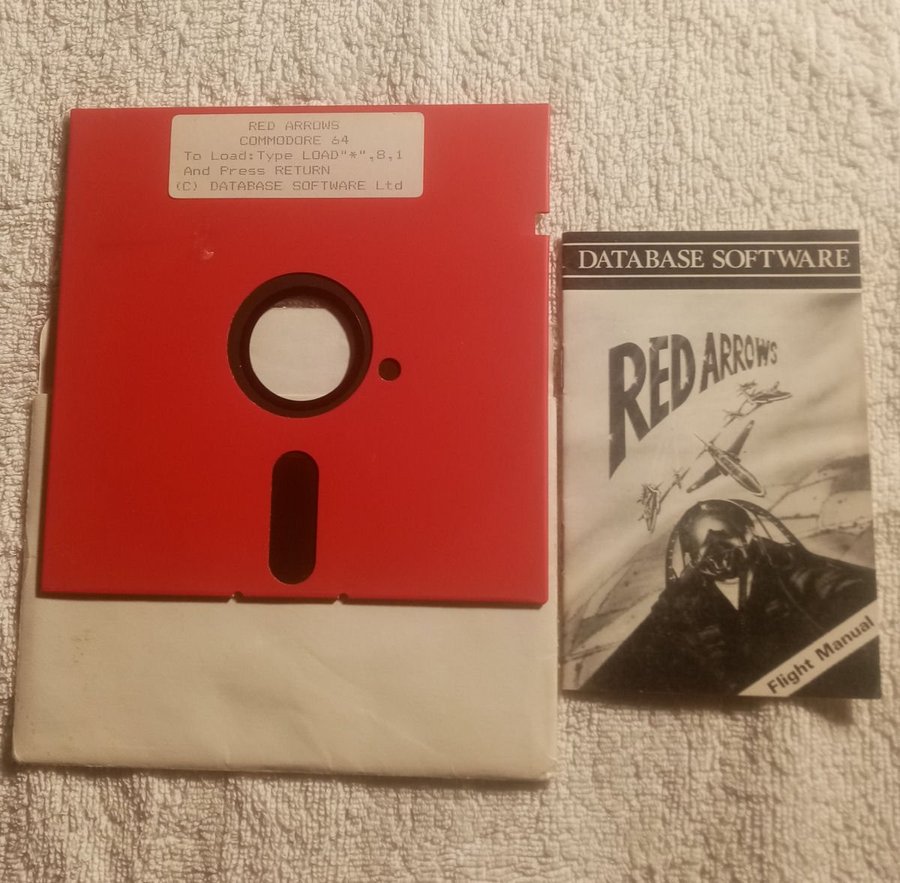 RED ARROWS
COMMODORE 64
To Load:Type LOAD"*",8,1
And Press RETURN
(C) DATABASE SOFTWARE Ltd
DATABASE SOFTWARE
RED ARROWS
Flight Manual